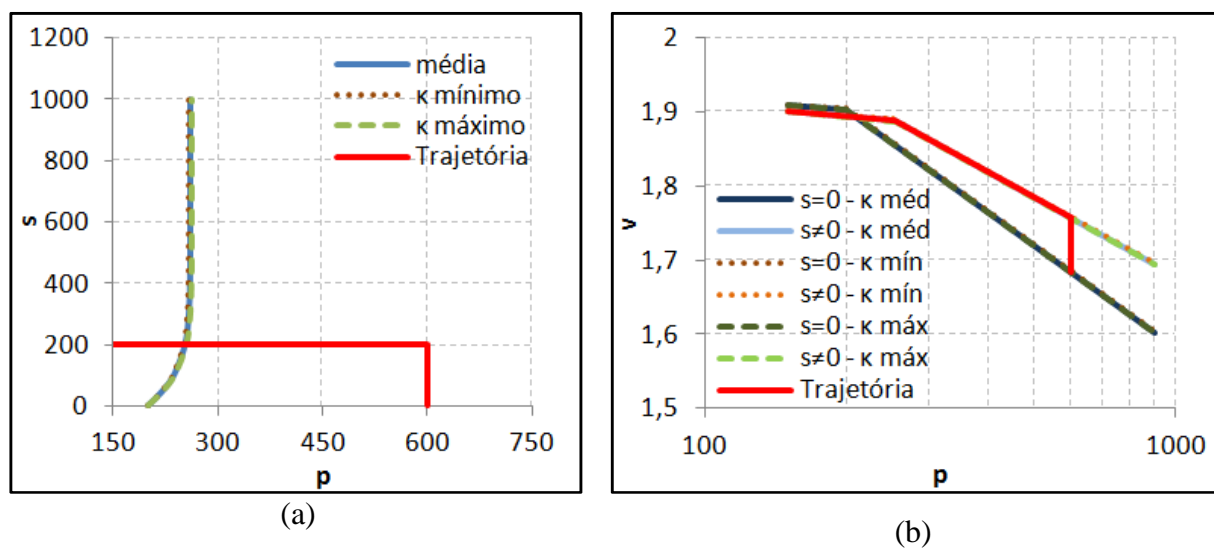 1200
1000
800
600
400
200
0
s
150
300
450
600
750
p
média
κ mínimo
κ máximo
Trajetória
(a)
2
1,9
1,8
1,7
1,6
1,5
v
100
1000
p
s=0 - κ méd
s≠0 - κ méd
s=0 - κ mín
s≠0 - κ mín
s=0 - κ máx
s≠0 - κ máx
Trajetória
(b)